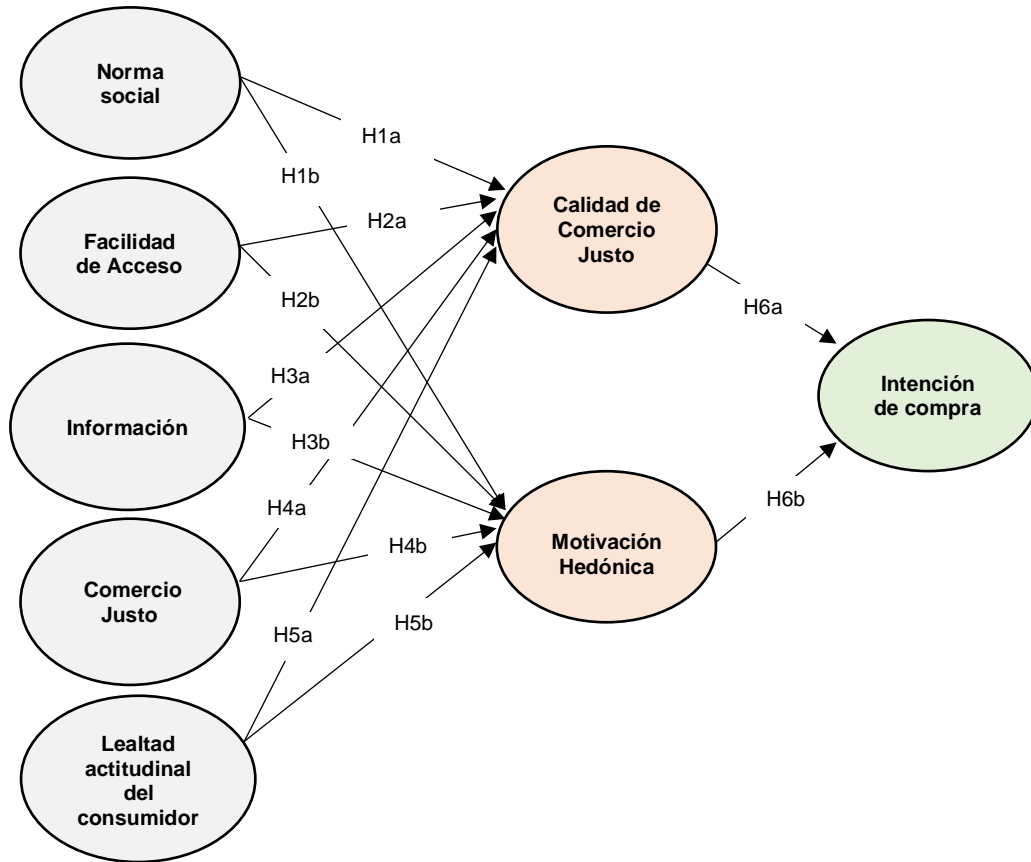 Norma
social
H1a
H1b
Calidad de
Comercio
Justo
Facilidad
de Acceso
H2a
H2b
H6a
H3a
Intención
de compra
Información
H3b
H6b
H4a
H4b
Motivación
Hedónica
Comercio
Justo
H5a
H5b
Lealtad
actitudinal
del
consumidor